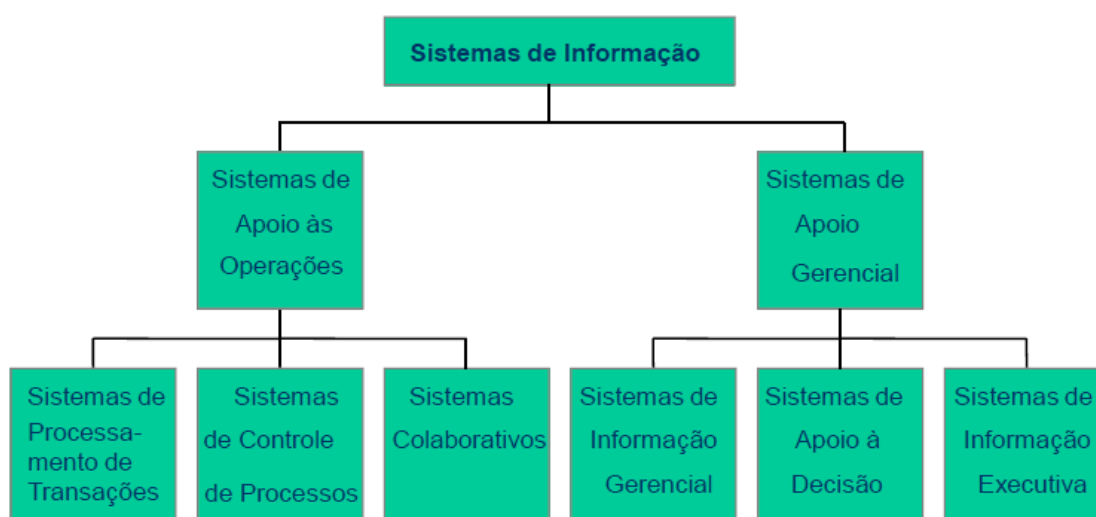 Sistemas de Informação
Sistemas de
Apoio às
Operações
Sistemas de
Apoio
Gerencial
Sistemas de
Processa-
mento de
Transações
Sistemas
de Controle
de Processos
Sistemas
Colaborativos
Sistemas de
Informação
Gerencial
Sistemas de
Apoio à
Decisão
Sistemas de
Informação
Executiva